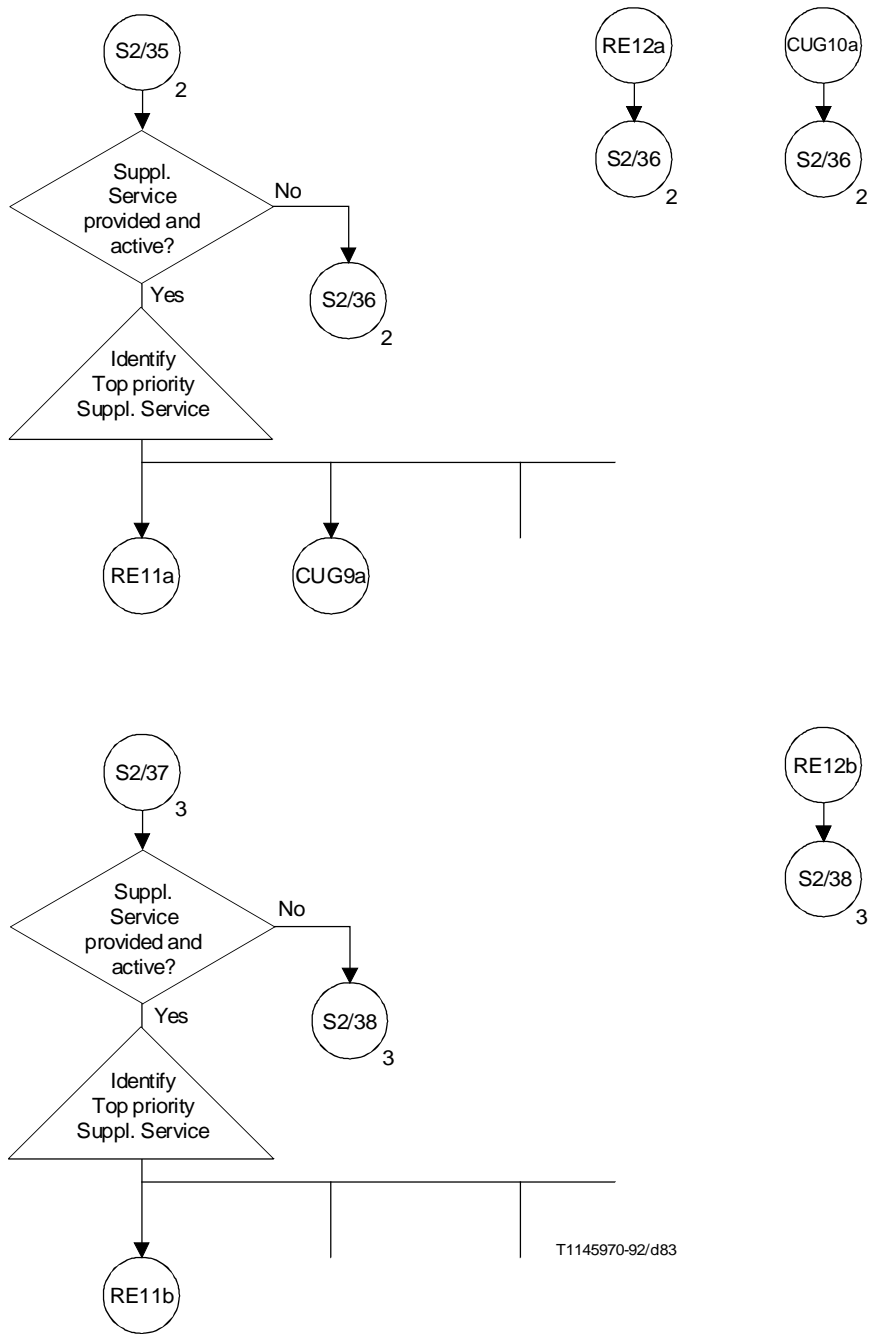 S2/35
2
Suppl.
Service
provided and
active?
No
S2/36
2
Yes
Identify
Top priority
Suppl. Service
RE11a
CUG9a
RE12a
S2/36
2
CUG10a
S2/36
2
S2/37
3
Suppl.
Service
provided and
active?
No
S2/38
3
Yes
Identify
Top priority
Suppl. Service
RE11b
RE12b
S2/38
3
T1145970-92/d83